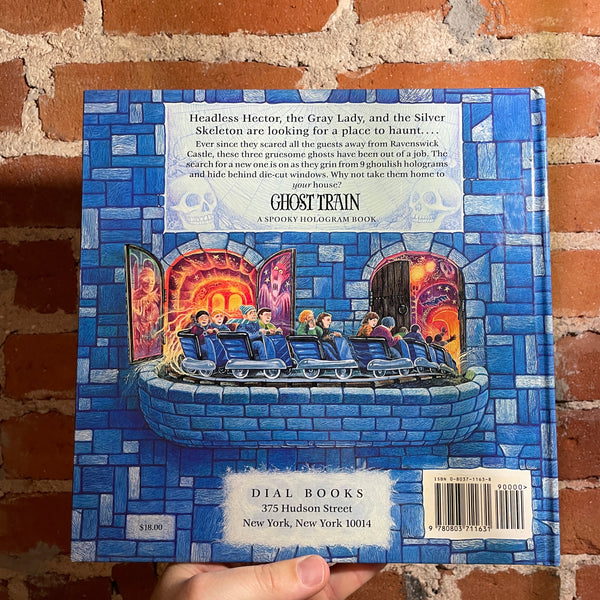 Headless Hector, the Gray Lady, and the Silver
Skeleton are looking for a place to haunt....
Ever since they scared all the guests away from Ravenswick
Castle, these three gruesome ghosts have been out of a job. The
search for a new one is on as they grin from 9 ghoulish holograms
and hide behind die-cut windows. Why not take them home to
your house?
GHOST TRAIN
A SPOOKY HOLOGRAM BOOK
ISBN 0-8037-1163-8
90000>
9 780803 711631
DIAL BOOKS
375 Hudson Street
New York, New York 10014
$18.00